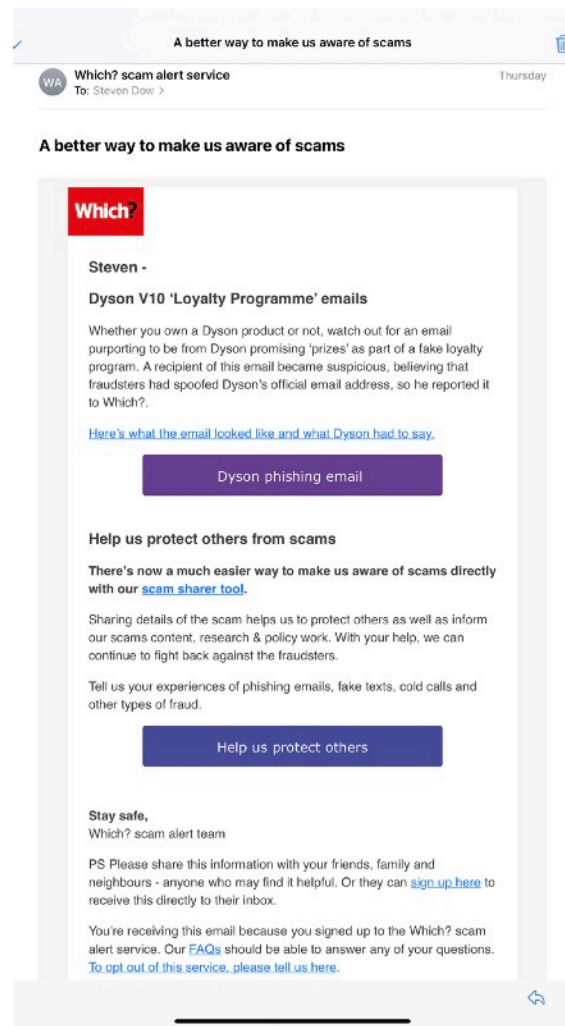 A better way to make us aware of scams
WA
Which? scam alert service
Thursday
To: Steven Dow >
A better way to make us aware of scams
Which?
Steven -
Dyson V10 ‘Loyalty Programme’ emails
Whether you own a Dyson product or not, watch out for an email
purporting to be from Dyson promising ‘prizes’ as part of a fake loyalty
program. A recipient of this email became suspicious, believing that
fraudsters had spoofed Dyson's official email address, so he reported it
to Which?.
Here's what the email looked like and what Dyson had to say.
Dyson phishing email
Help us protect others from scams
There's now a much easier way to make us aware of scams directly
with our scam sharer tool.
Sharing details of the scam helps us to protect others as well as inform
our scams content, research & policy work. With your help, we can
continue to fight back against the fraudsters.
Tell us your experiences of phishing emails, fake texts, cold calls and
other types of fraud.
Help us protect others
Stay safe,
Which? scam alert team
PS Please share this information with your friends, family and
neighbours - anyone who may find it helpful. Or they can sign up here to
receive this directly to their inbox.
You're receiving this email because you signed up to the Which? scam
alert service. Our FAQs should be able to answer any of your questions.
To opt out of this service, please tell us here.